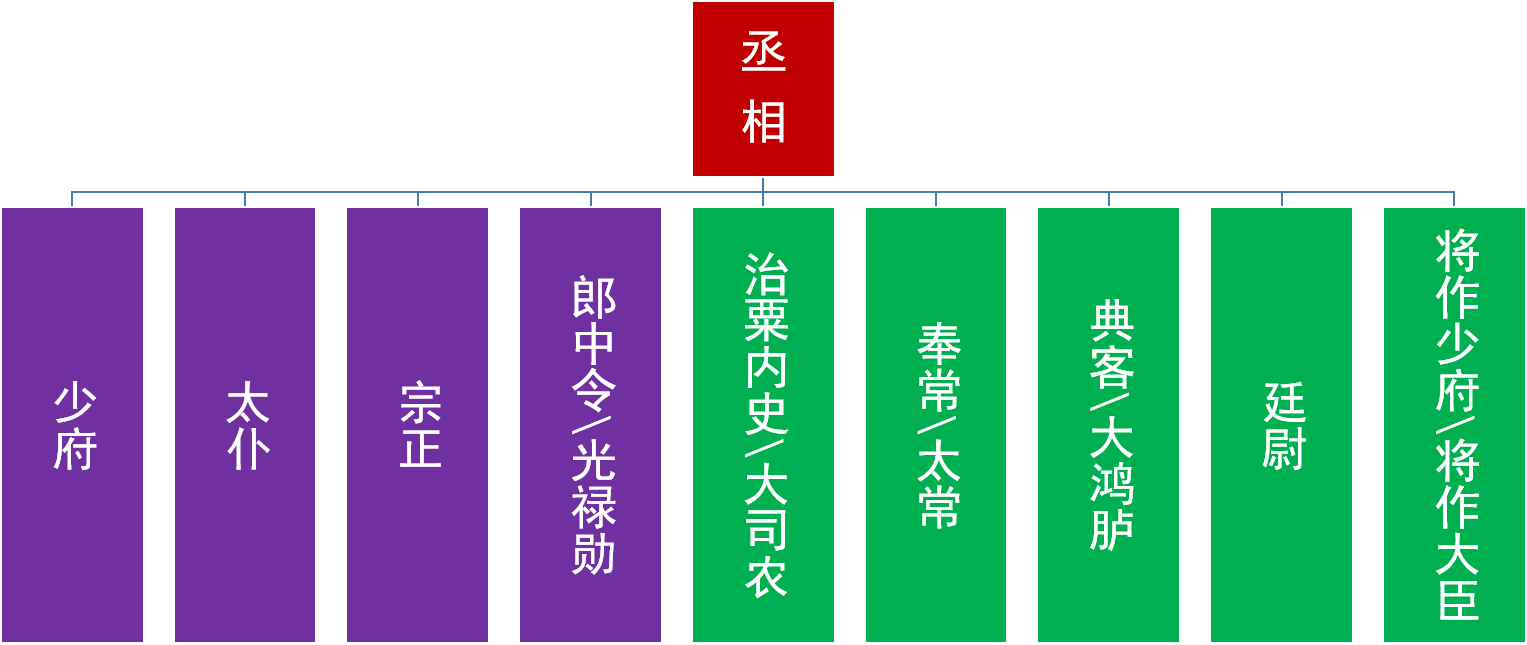 丞相
少府
太仆
宗正
郎中令/光禄勋
治粟内史/大司农
奉常/太常
典客/大鸿胪
廷尉
将作少府/将作大臣